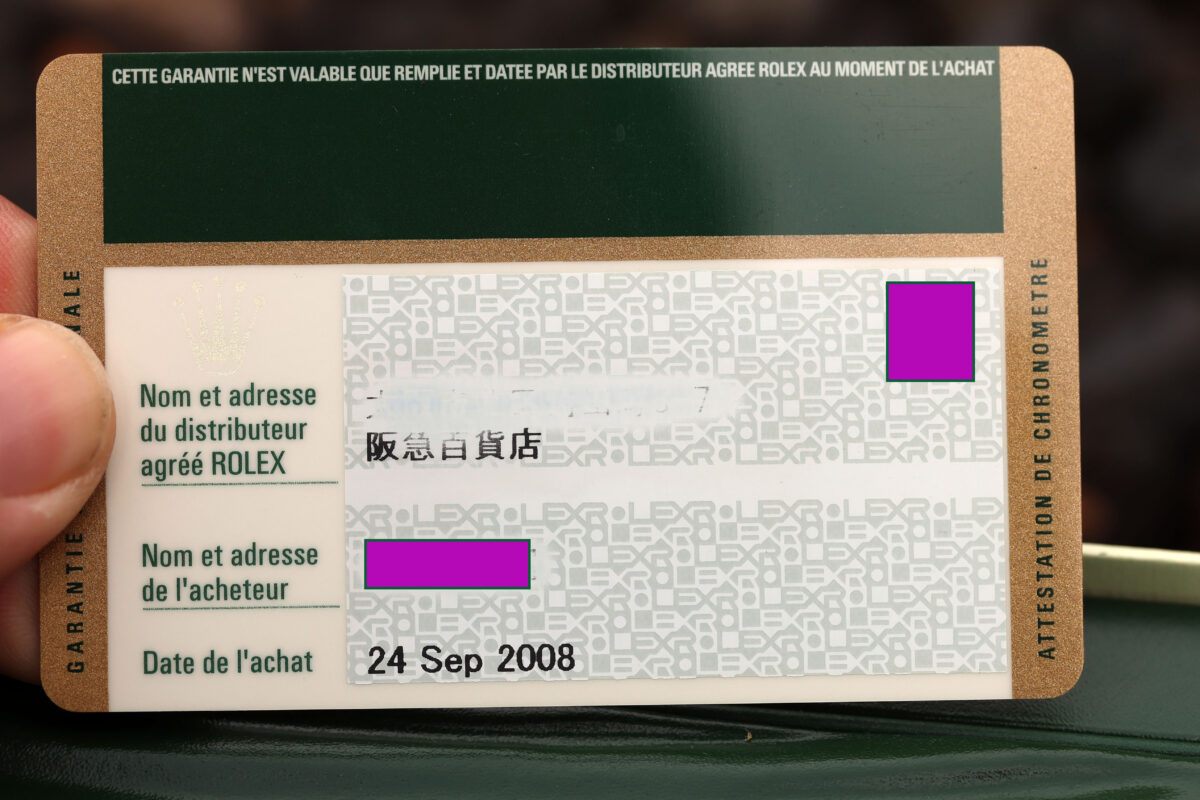 CETTE GARANTIE N'EST VALABLE QUE REMPLIE ET DATEE PAR LE DISTRIBUTEUR AGREE ROLEX AU MOMENT DE L'ACHAT
Nom et adresse
du distributeur
agréé ROLEX
阪急百貨店
Nom et adresse
de l'acheteur
Date de l'achat
24 Sep 2008
GARANTIE
ATTESTATION DE CHRONOMETRE